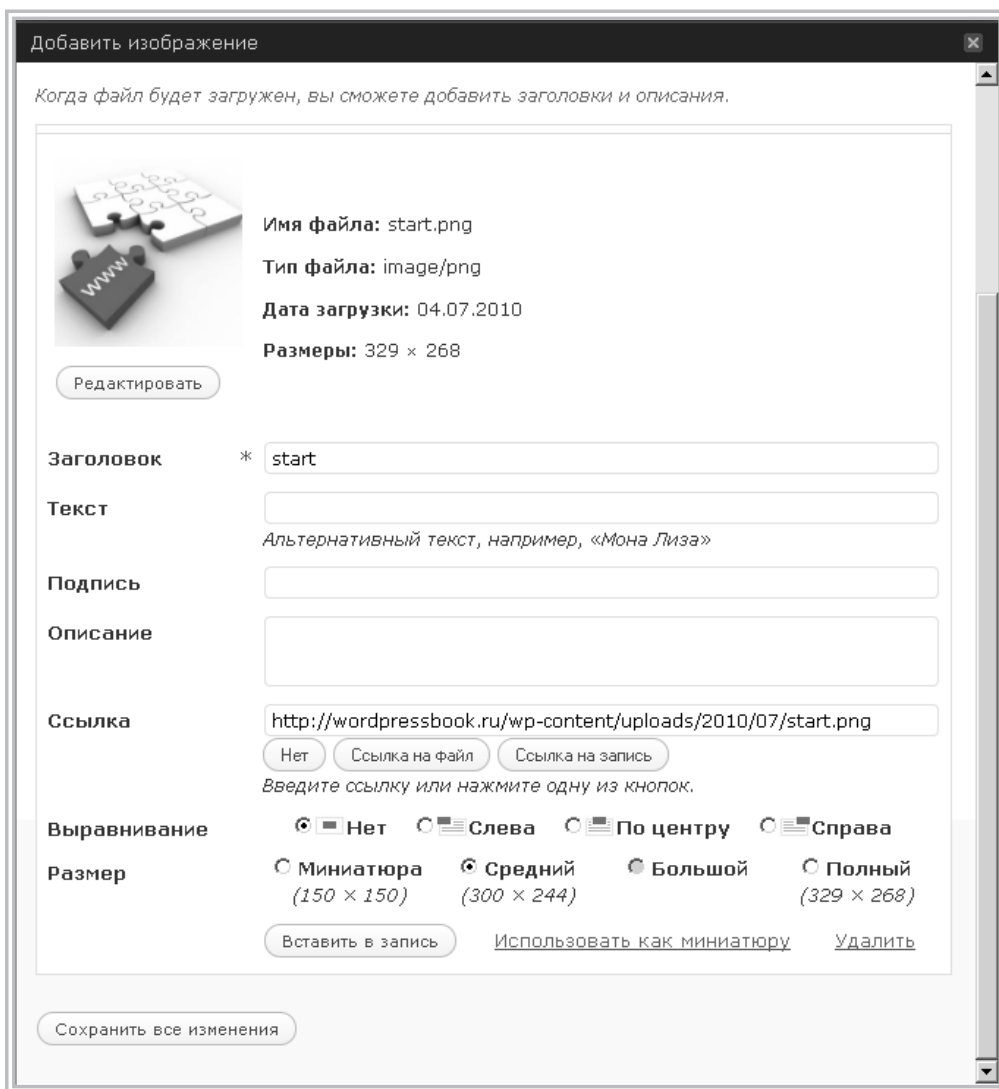 Добавить изображение
Когда файл будет загружен, вы сможете добавить заголовки и описания.
www
Имя файла: start.png
Тип файла: image/png
Дата загрузки: 04.07.2010
Размеры: 329 × 268
Редактировать
Заголовок * start
Текст
Альтернативный текст, например, «Мона Лиза»
Подпись
Описание
Ссылка http://wordpressbook.ru/wp-content/uploads/2010/07/start.png
Нет Ссылка на файл Ссылка на запись
Введите ссылку или нажмите одну из кнопок.
Выравнивание Нет Слева По центру Справа
Размер Миниатюра Средний Большой Полный
(150 × 150) (300 × 244) (329 × 268)
Вставить в запись Использовать как миниатюру Удалить
Сохранить все изменения